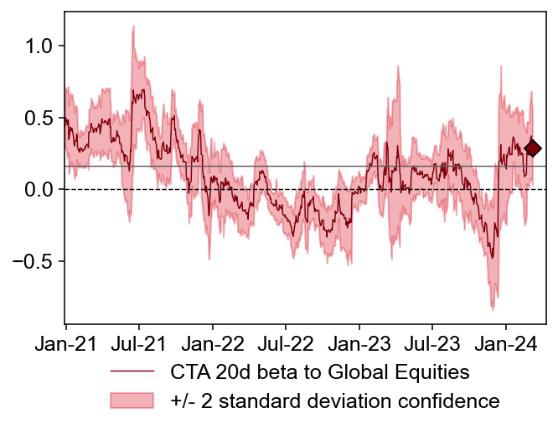 1.0
0.5
0.0
−0.5
Jan-21 Jul-21 Jan-22 Jul-22 Jan-23 Jul-23 Jan-24
CTA 20d beta to Global Equities
+/- 2 standard deviation confidence